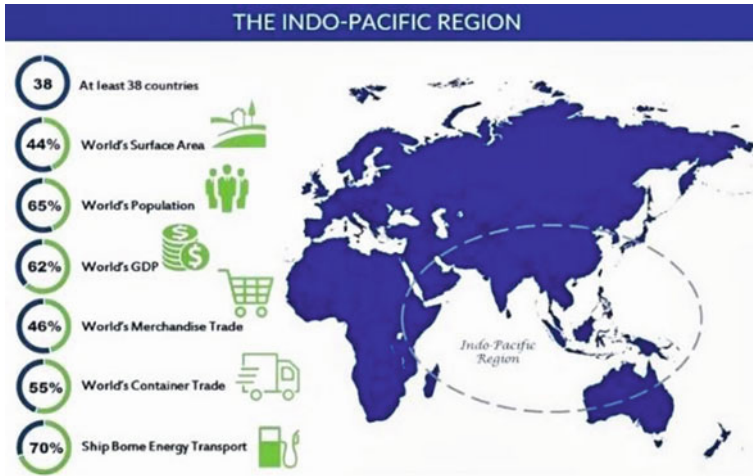 THE INDO-PACIFIC REGION
38
At least 38 countries
44%
World's Surface Area
65%
World's Population
62%
World's GDP
46%
World's Merchandise Trade
55%
World's Container Trade
70%
Ship Borne Energy Transport
$
$
Indo-Pacific
Region